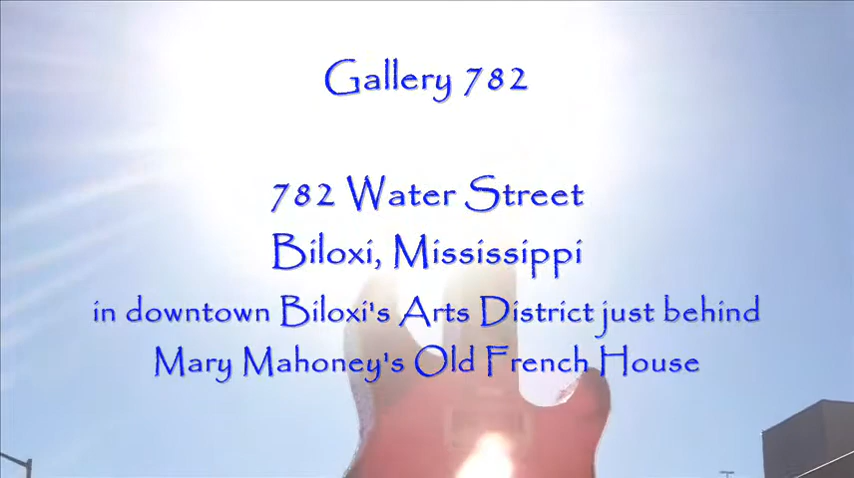 Gallery 782
782 Water Street
Biloxi, Mississippi
in downtown Biloxi's Arts District just behind
Mary Mahoney's Old French House